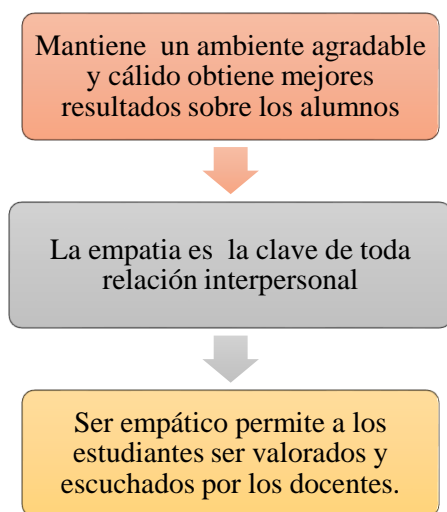 Mantiene un ambiente agradable
y cálido obtiene mejores
resultados sobre los alumnos
La empatia es la clave de toda
relación interpersonal
Ser empático permite a los
estudiantes ser valorados y
escuchados por los docentes.